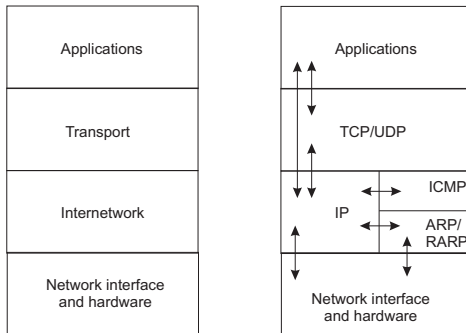 Applications
Transport
Internetwork
Network interface
and hardware
Applications
TCP/UDP
IP
ICMP
ARP/
RARP
Network interface
and hardware